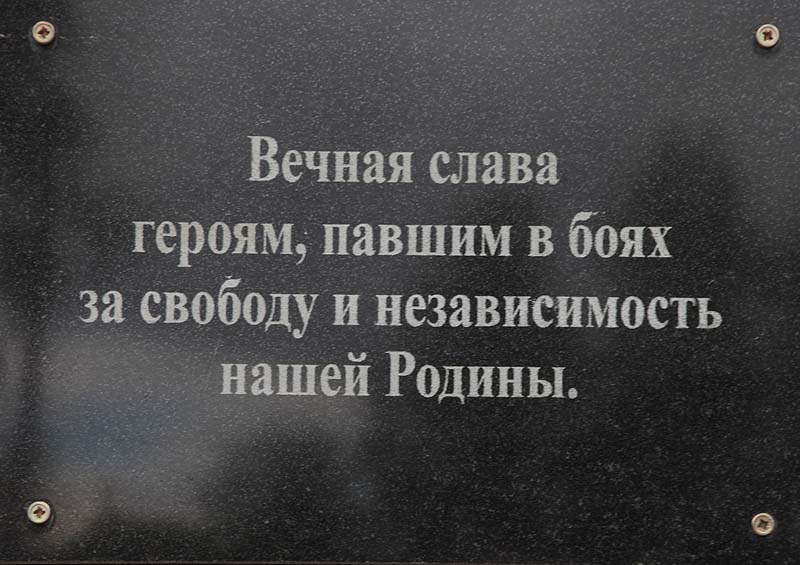 Вечная слава
героям, павшим в боях
за свободу и независимость
нашей Родины.